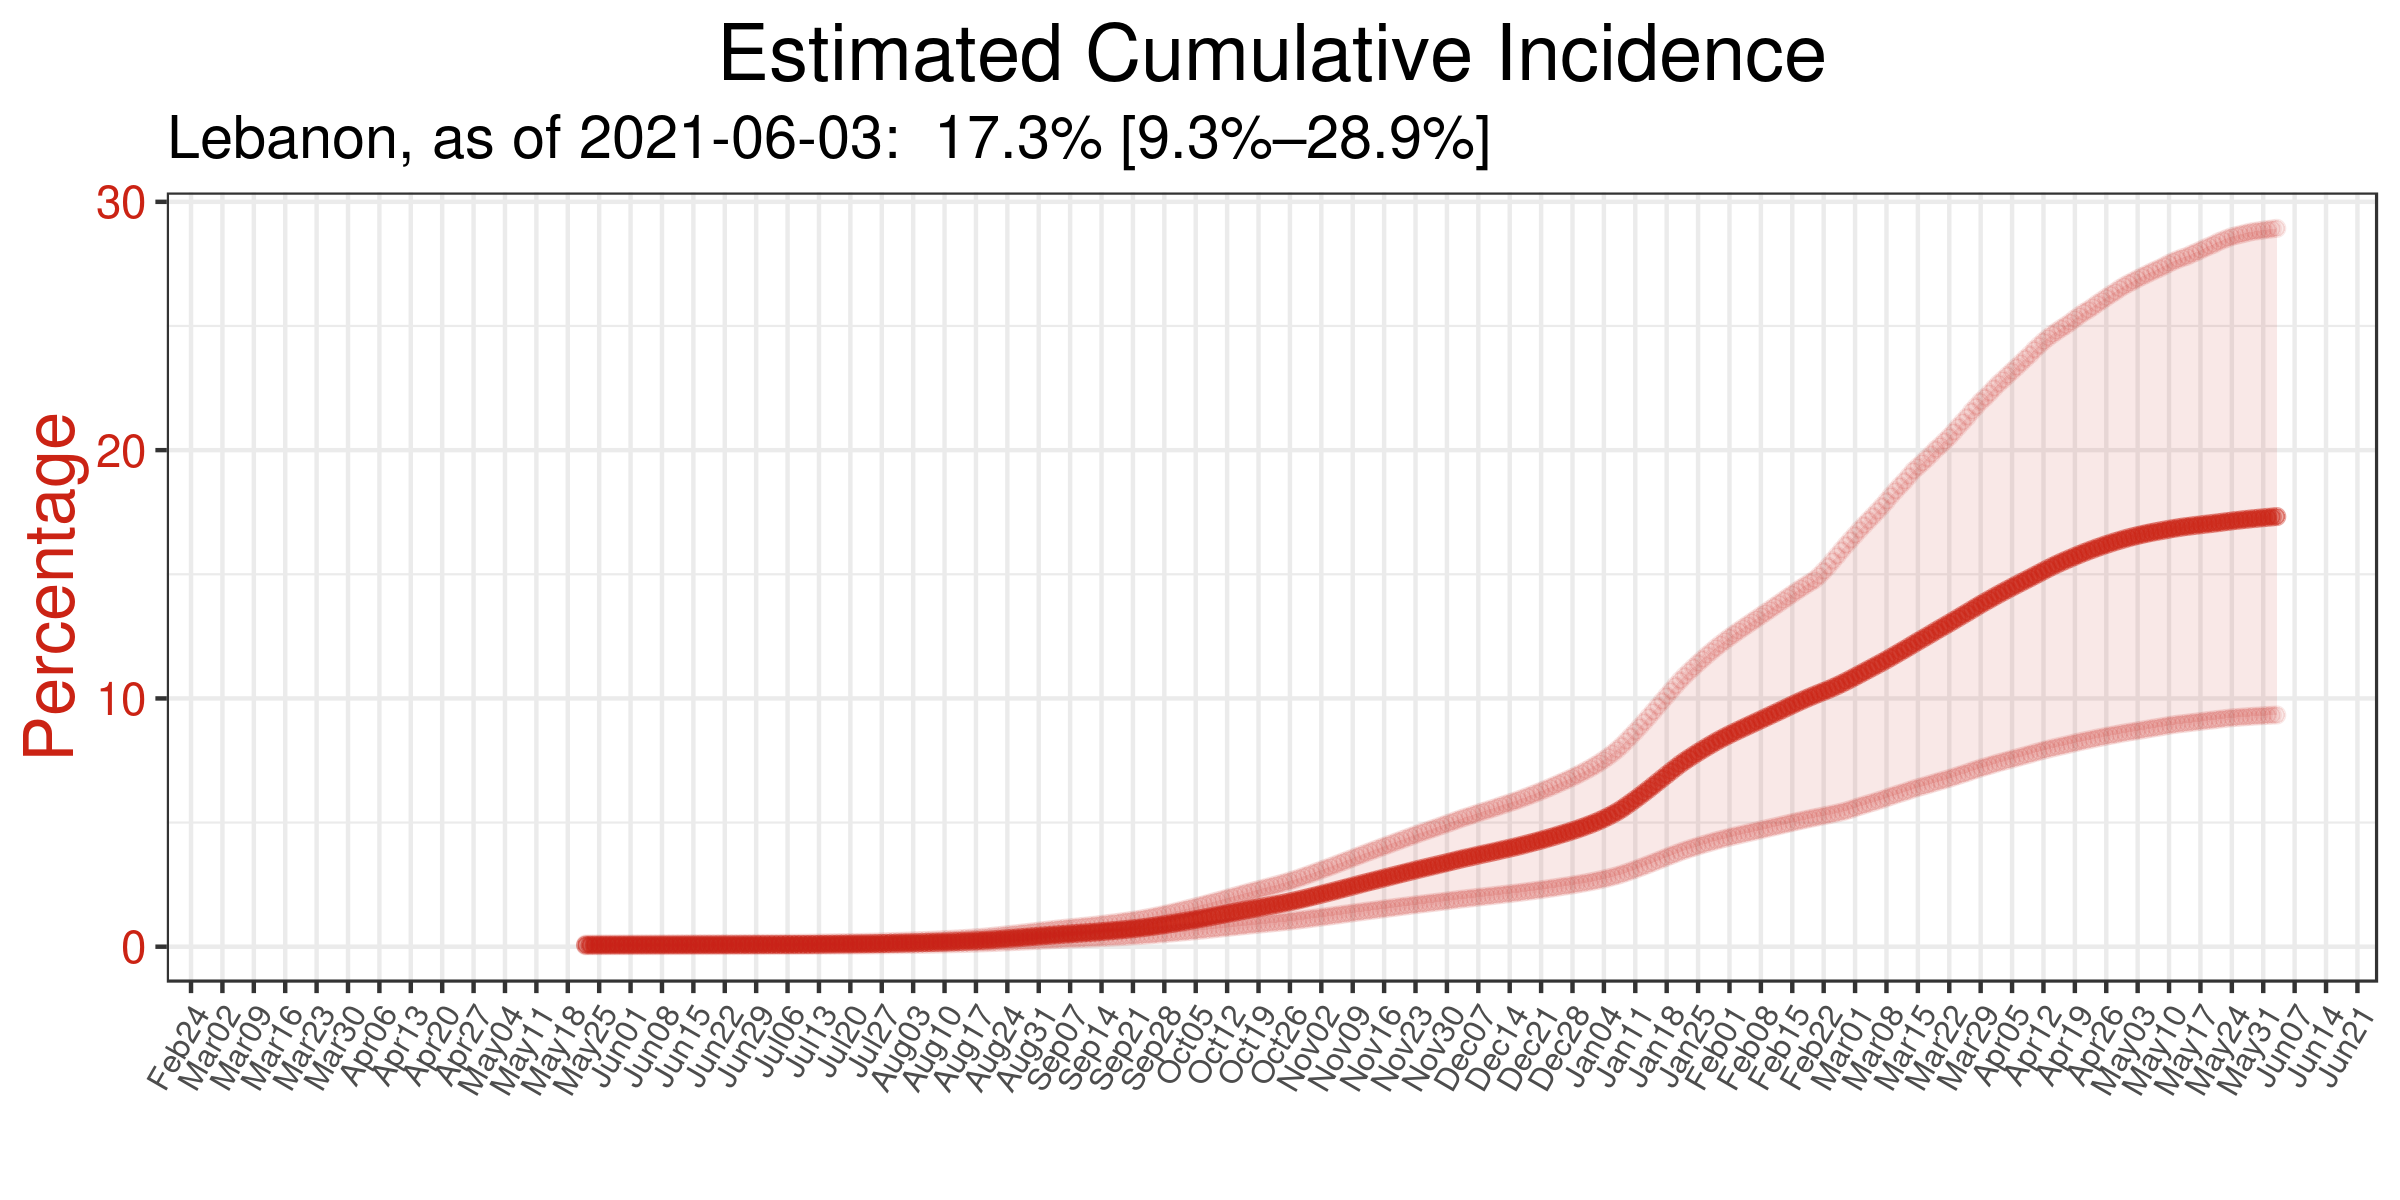 Estimated Cumulative Incidence
Lebanon, as of 2021-06-03:  17.3% [9.3%–28.9%]
Percentage
30
20
10
0
Feb24
Mar02
Mar09
Mar16
Mar23
Mar30
Apr06
Apr13
Apr20
Apr27
May04
May11
May18
May25
Jun01
Jun08
Jun15
Jun22
Jun29
Jul06
Jul13
Jul20
Jul27
Aug03
Aug10
Aug17
Aug24
Aug31
Sep07
Sep14
Sep21
Sep28
Oct05
Oct12
Oct19
Oct26
Nov02
Nov09
Nov16
Nov23
Nov30
Dec07
Dec14
Dec21
Dec28
Jan04
Jan11
Jan18
Jan25
Feb01
Feb08
Feb15
Feb22
Mar01
Mar08
Mar15
Mar22
Mar29
Apr05
Apr12
Apr19
Apr26
May03
May10
May17
May24
May31
Jun07
Jun14
Jun21